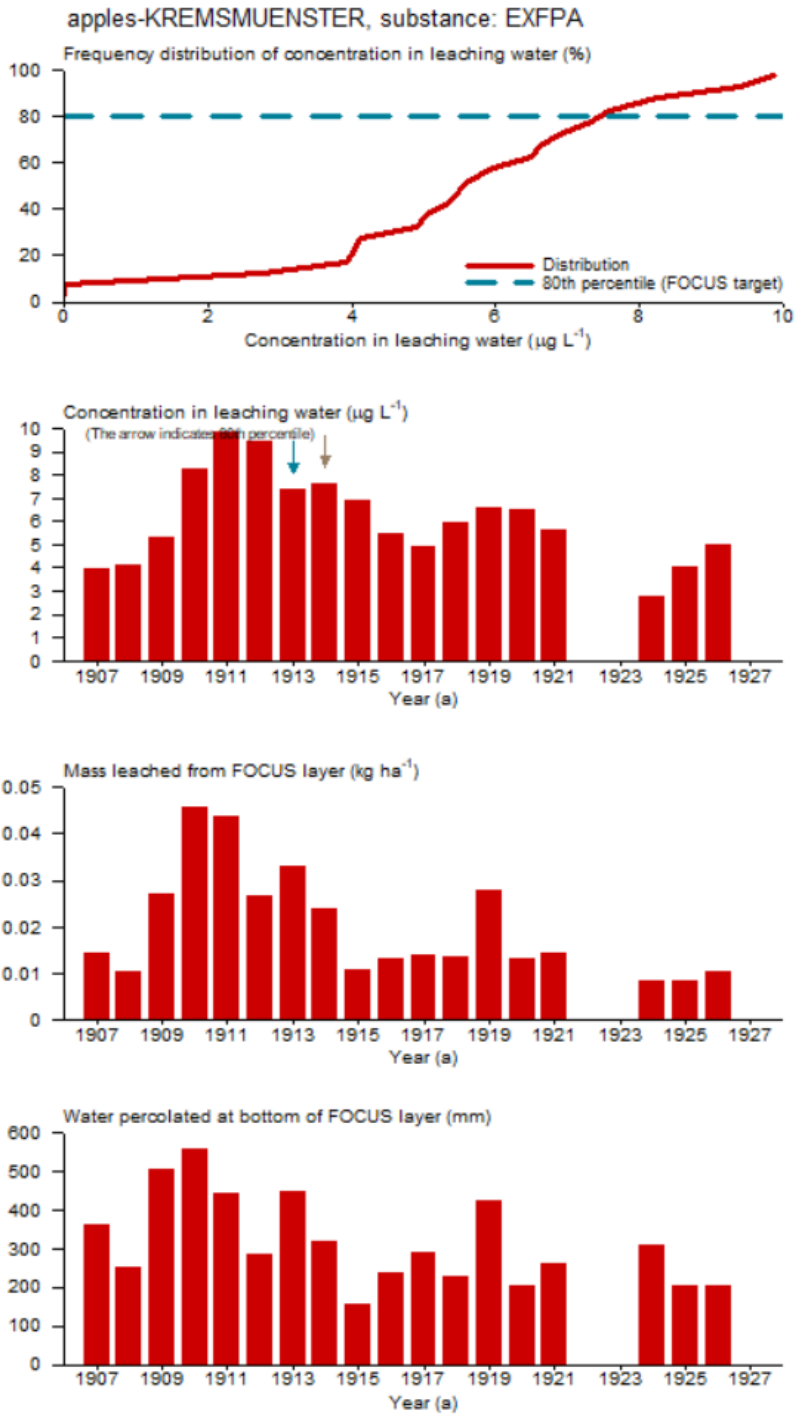 apples-KREMSMUENSTER, substance: EXFPA
Frequency distribution of concentration in leaching water (%)
100
80
60
40
20
0
Distribution
80th percentile (FOCUS target)
0 2 4 6 8 10
Concentration in leaching water (µg L⁻¹)
Concentration in leaching water (µg L⁻¹)
(The arrow indicates 80th percentile)
10
9
8
7
6
5
4
3
2
1
0
1907 1909 1911 1913 1915 1917 1919 1921 1923 1925 1927
Year (a)
Mass leached from FOCUS layer (kg ha⁻¹)
0.05
0.04
0.03
0.02
0.01
0
1907 1909 1911 1913 1915 1917 1919 1921 1923 1925 1927
Year (a)
Water percolated at bottom of FOCUS layer (mm)
600
500
400
300
200
100
0
1907 1909 1911 1913 1915 1917 1919 1921 1923 1925 1927
Year (a)